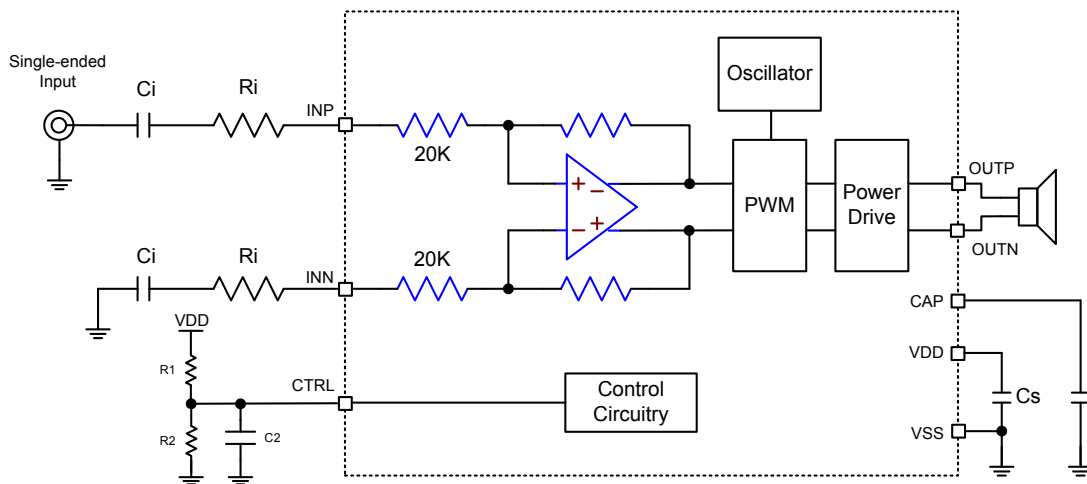 Single-ended
Input
Ci
Ri
INP
20K
Oscillator
+
−
+
−
PWM
Power
Drive
OUTP
OUTN
Ci
Ri
INN
20K
CAP
VDD
VDD
R1
CTRL
Control
Circuitry
Cs
R2
C2
VSS